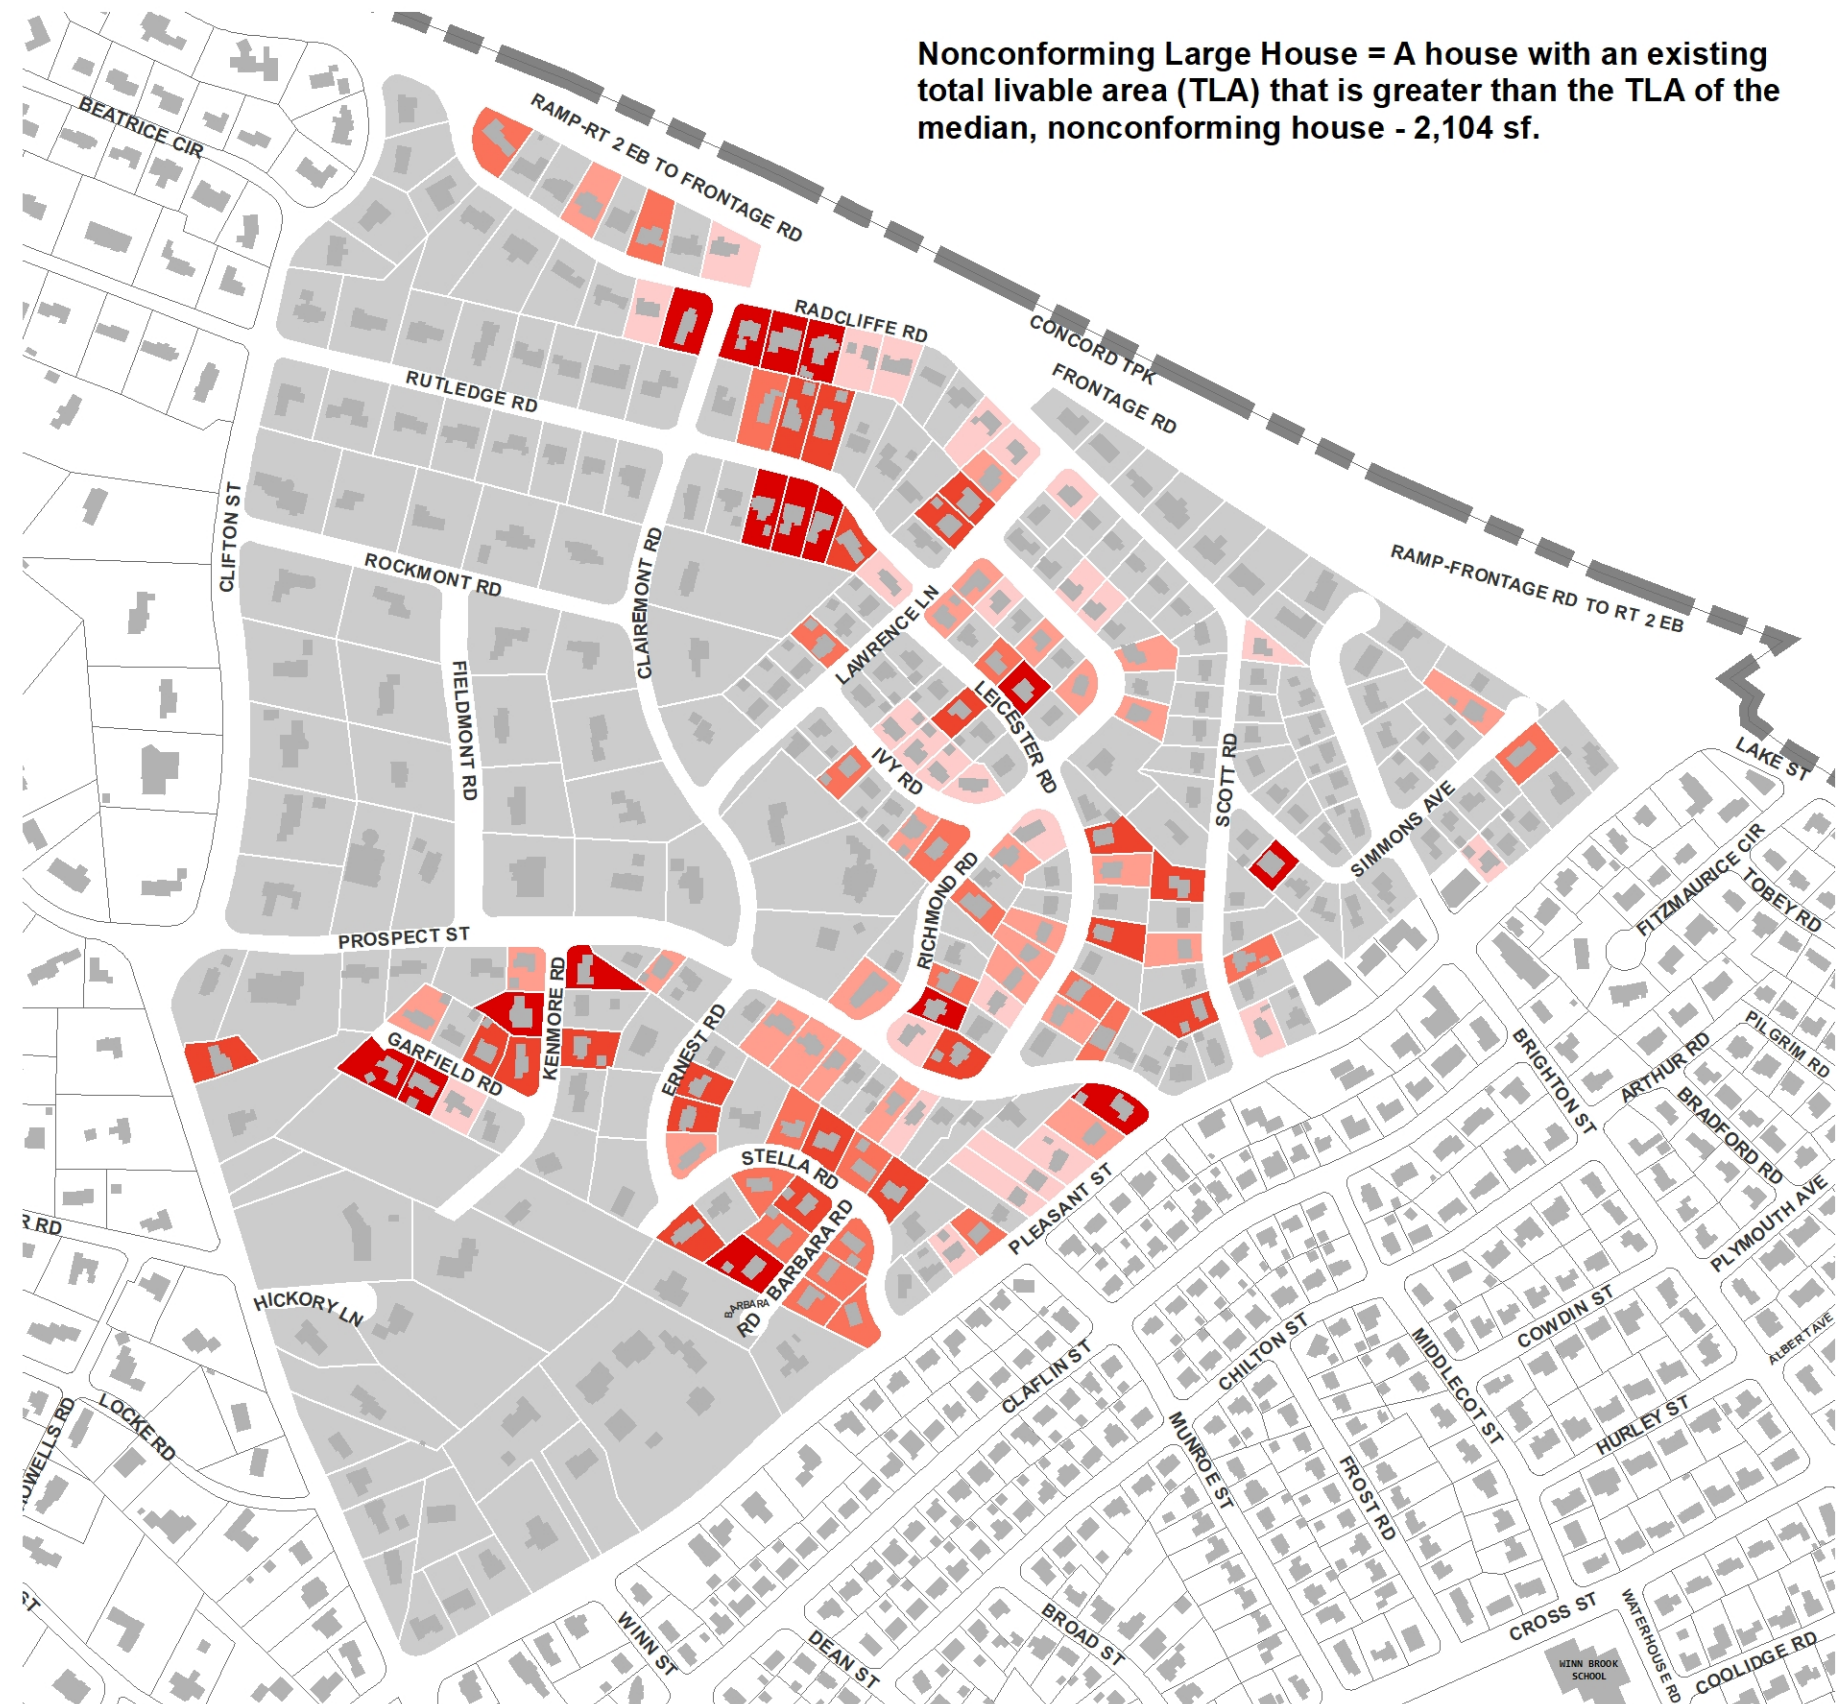 Nonconforming Large House = A house with an existing
total livable area (TLA) that is greater than the TLA of the
median, nonconforming house - 2,104 sf.
BEATRICE CIR
RAMP-RT 2 EB TO FRONTAGE RD
RADCLIFFE RD
CONCORD TPK
FRONTAGE RD
RUTLEDGE RD
CLIFTON ST
ROCKMONT RD
CLAIREMONT RD
RAMP-FRONTAGE RD TO RT 2 EB
LAWRENCE LN
FIELDMONT RD
LEICESTER RD
IVY RD
SCOTT RD
LAKE ST
SIMMONS AVE
FITZMAURICE CIR
TOBEY RD
RICHMOND RD
PROSPECT ST
KENMORE RD
GARFIELD RD
ERNEST RD
PILGRIM RD
BRIGHTON ST
ARTHUR RD
BRADFORD RD
STELLA RD
PLEASANT ST
PLYMOUTH AVE
R RD
BARBARA RD
BARBARA
RD
HICKORY LN
COWDIN ST
CHILTON ST
ALBERT AVE
MIDDLECOT ST
CLAFLIN ST
LOCKE RD
OWELLS RD
MUNROE ST
HURLEY ST
FROST RD
ST
WINN ST
DEAN ST
BROAD ST
CROSS ST
WATERHOUSE RD
COOLIDGE RD
WINN BROOK
SCHOOL